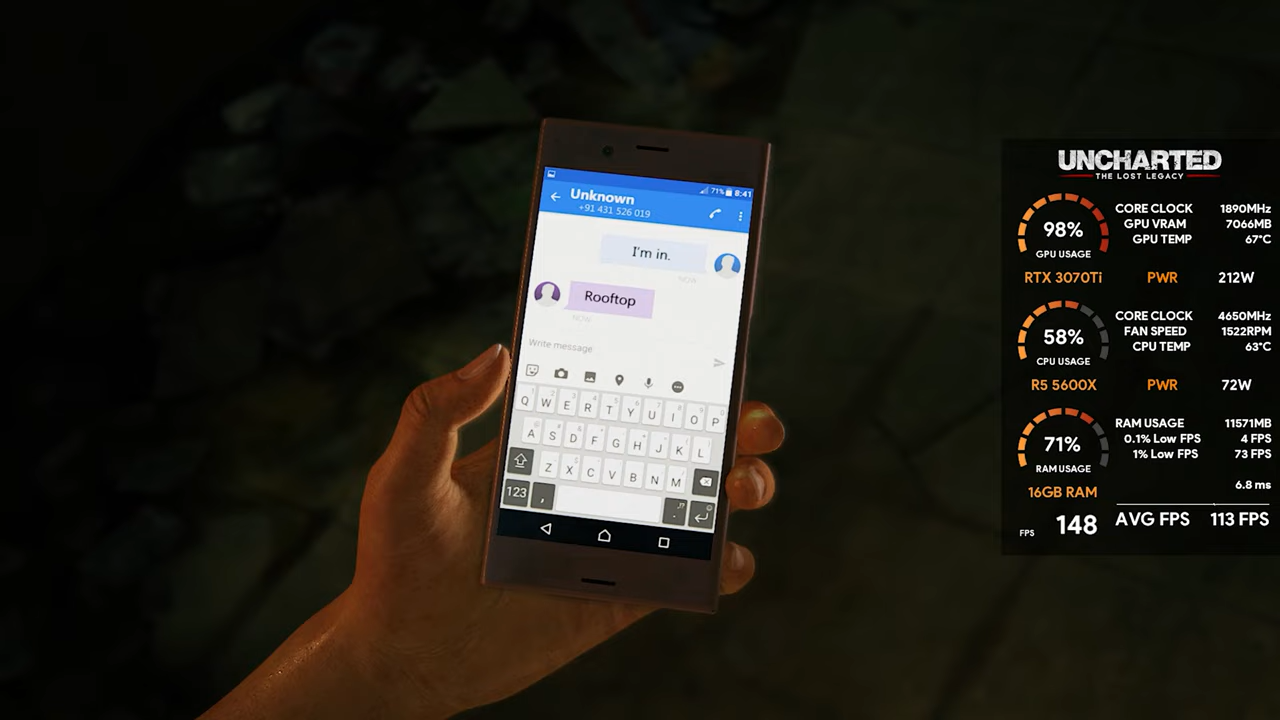 71% 8:41
Unknown
+91 431 526 019
I'm in.
NOW
Rooftop
NOW
Write message
Q W E R T Y U I O P
A S D F G H J K L
Z X C V B N M
123 , .
UNCHARTED
THE LOST LEGACY
98%
GPU USAGE
CORE CLOCK 1890MHz
GPU VRAM 7066MB
GPU TEMP 67°C
RTX 3070Ti PWR 212W
58%
CPU USAGE
CORE CLOCK 4650MHz
FAN SPEED 1522RPM
CPU TEMP 63°C
R5 5600X PWR 72W
71%
RAM USAGE
RAM USAGE 11571MB
0.1% Low FPS 4 FPS
1% Low FPS 73 FPS
16GB RAM 6.8 ms
FPS 148 AVG FPS 113 FPS